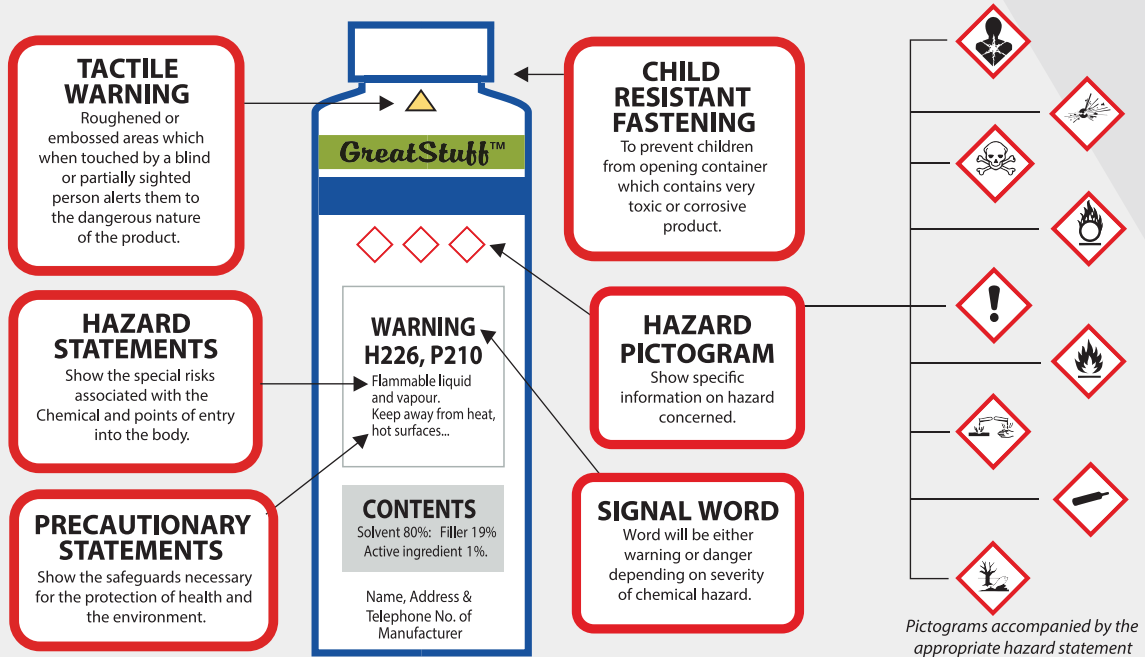 TACTILE
WARNING
Roughened or
embossed areas which
when touched by a blind
or partially sighted
person alerts them to
the dangerous nature
of the product.
HAZARD
STATEMENTS
Show the special risks
associated with the
Chemical and points of entry
into the body.
PRECAUTIONARY
STATEMENTS
Show the safeguards necessary
for the protection of health and
the environment.
GreatStuff™
WARNING
H226, P210
Flammable liquid
and vapour.
Keep away from heat,
hot surfaces...
CONTENTS
Solvent 80%: Filler 19%
Active ingredient 1%.
Name, Address &
Telephone No. of
Manufacturer
CHILD
RESISTANT
FASTENING
To prevent children
from opening container
which contains very
toxic or corrosive
product.
HAZARD
PICTOGRAM
Show specific
information on hazard
concerned.
SIGNAL WORD
Word will be either
warning or danger
depending on severity
of chemical hazard.
Pictograms accompanied by the
appropriate hazard statement